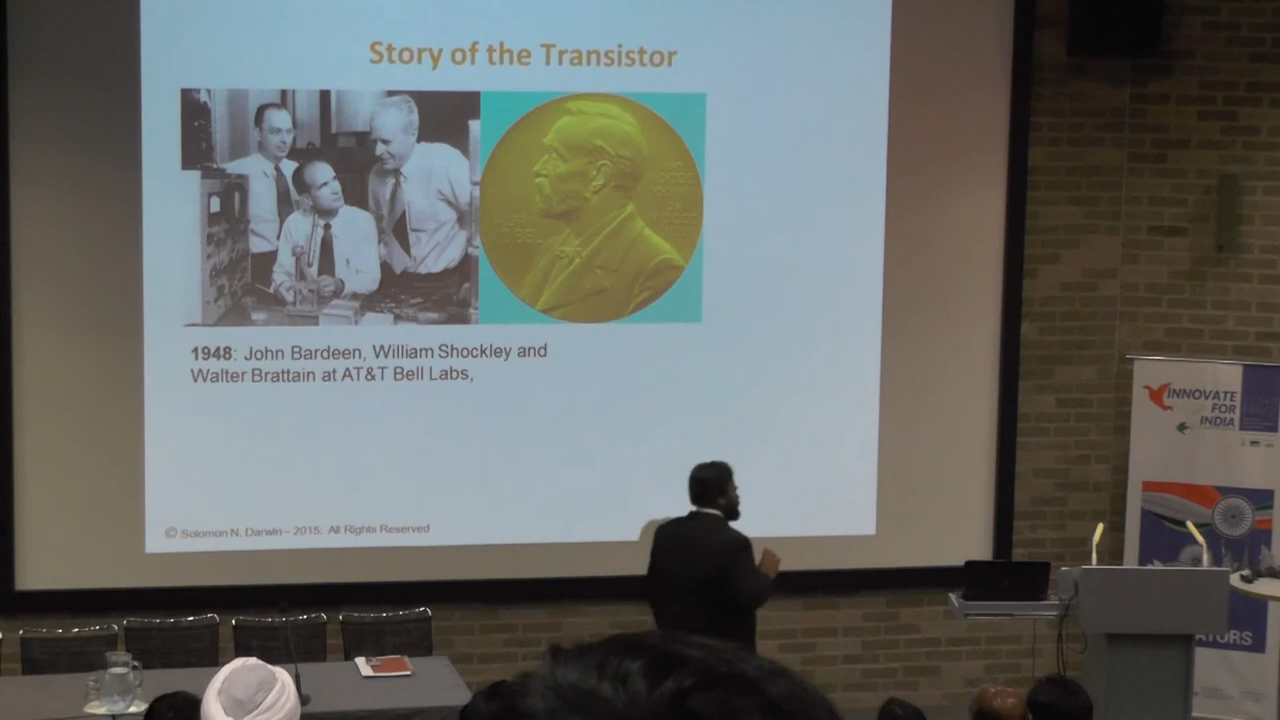 Story of the Transistor
1948: John Bardeen, William Shockley and
Walter Brattain at AT&T Bell Labs,
© Solomon N. Darwin – 2015: All Rights Reserved
INNOVATE
FOR
INDIA